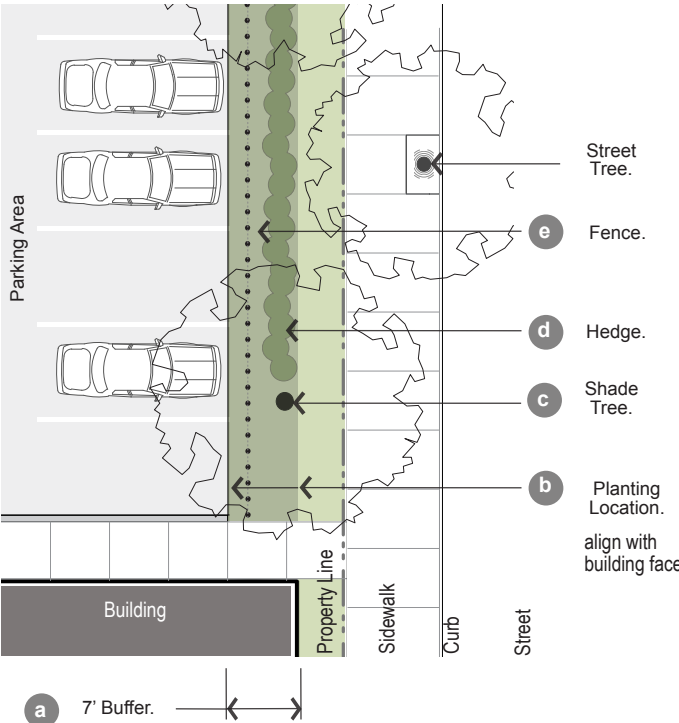 Parking Area
Street
Tree.
e
Fence.
d
Hedge.
c
Shade
Tree.
b
Planting
Location.
align with
building face
Building
Property Line
Sidewalk
Curb
Street
a
7' Buffer.